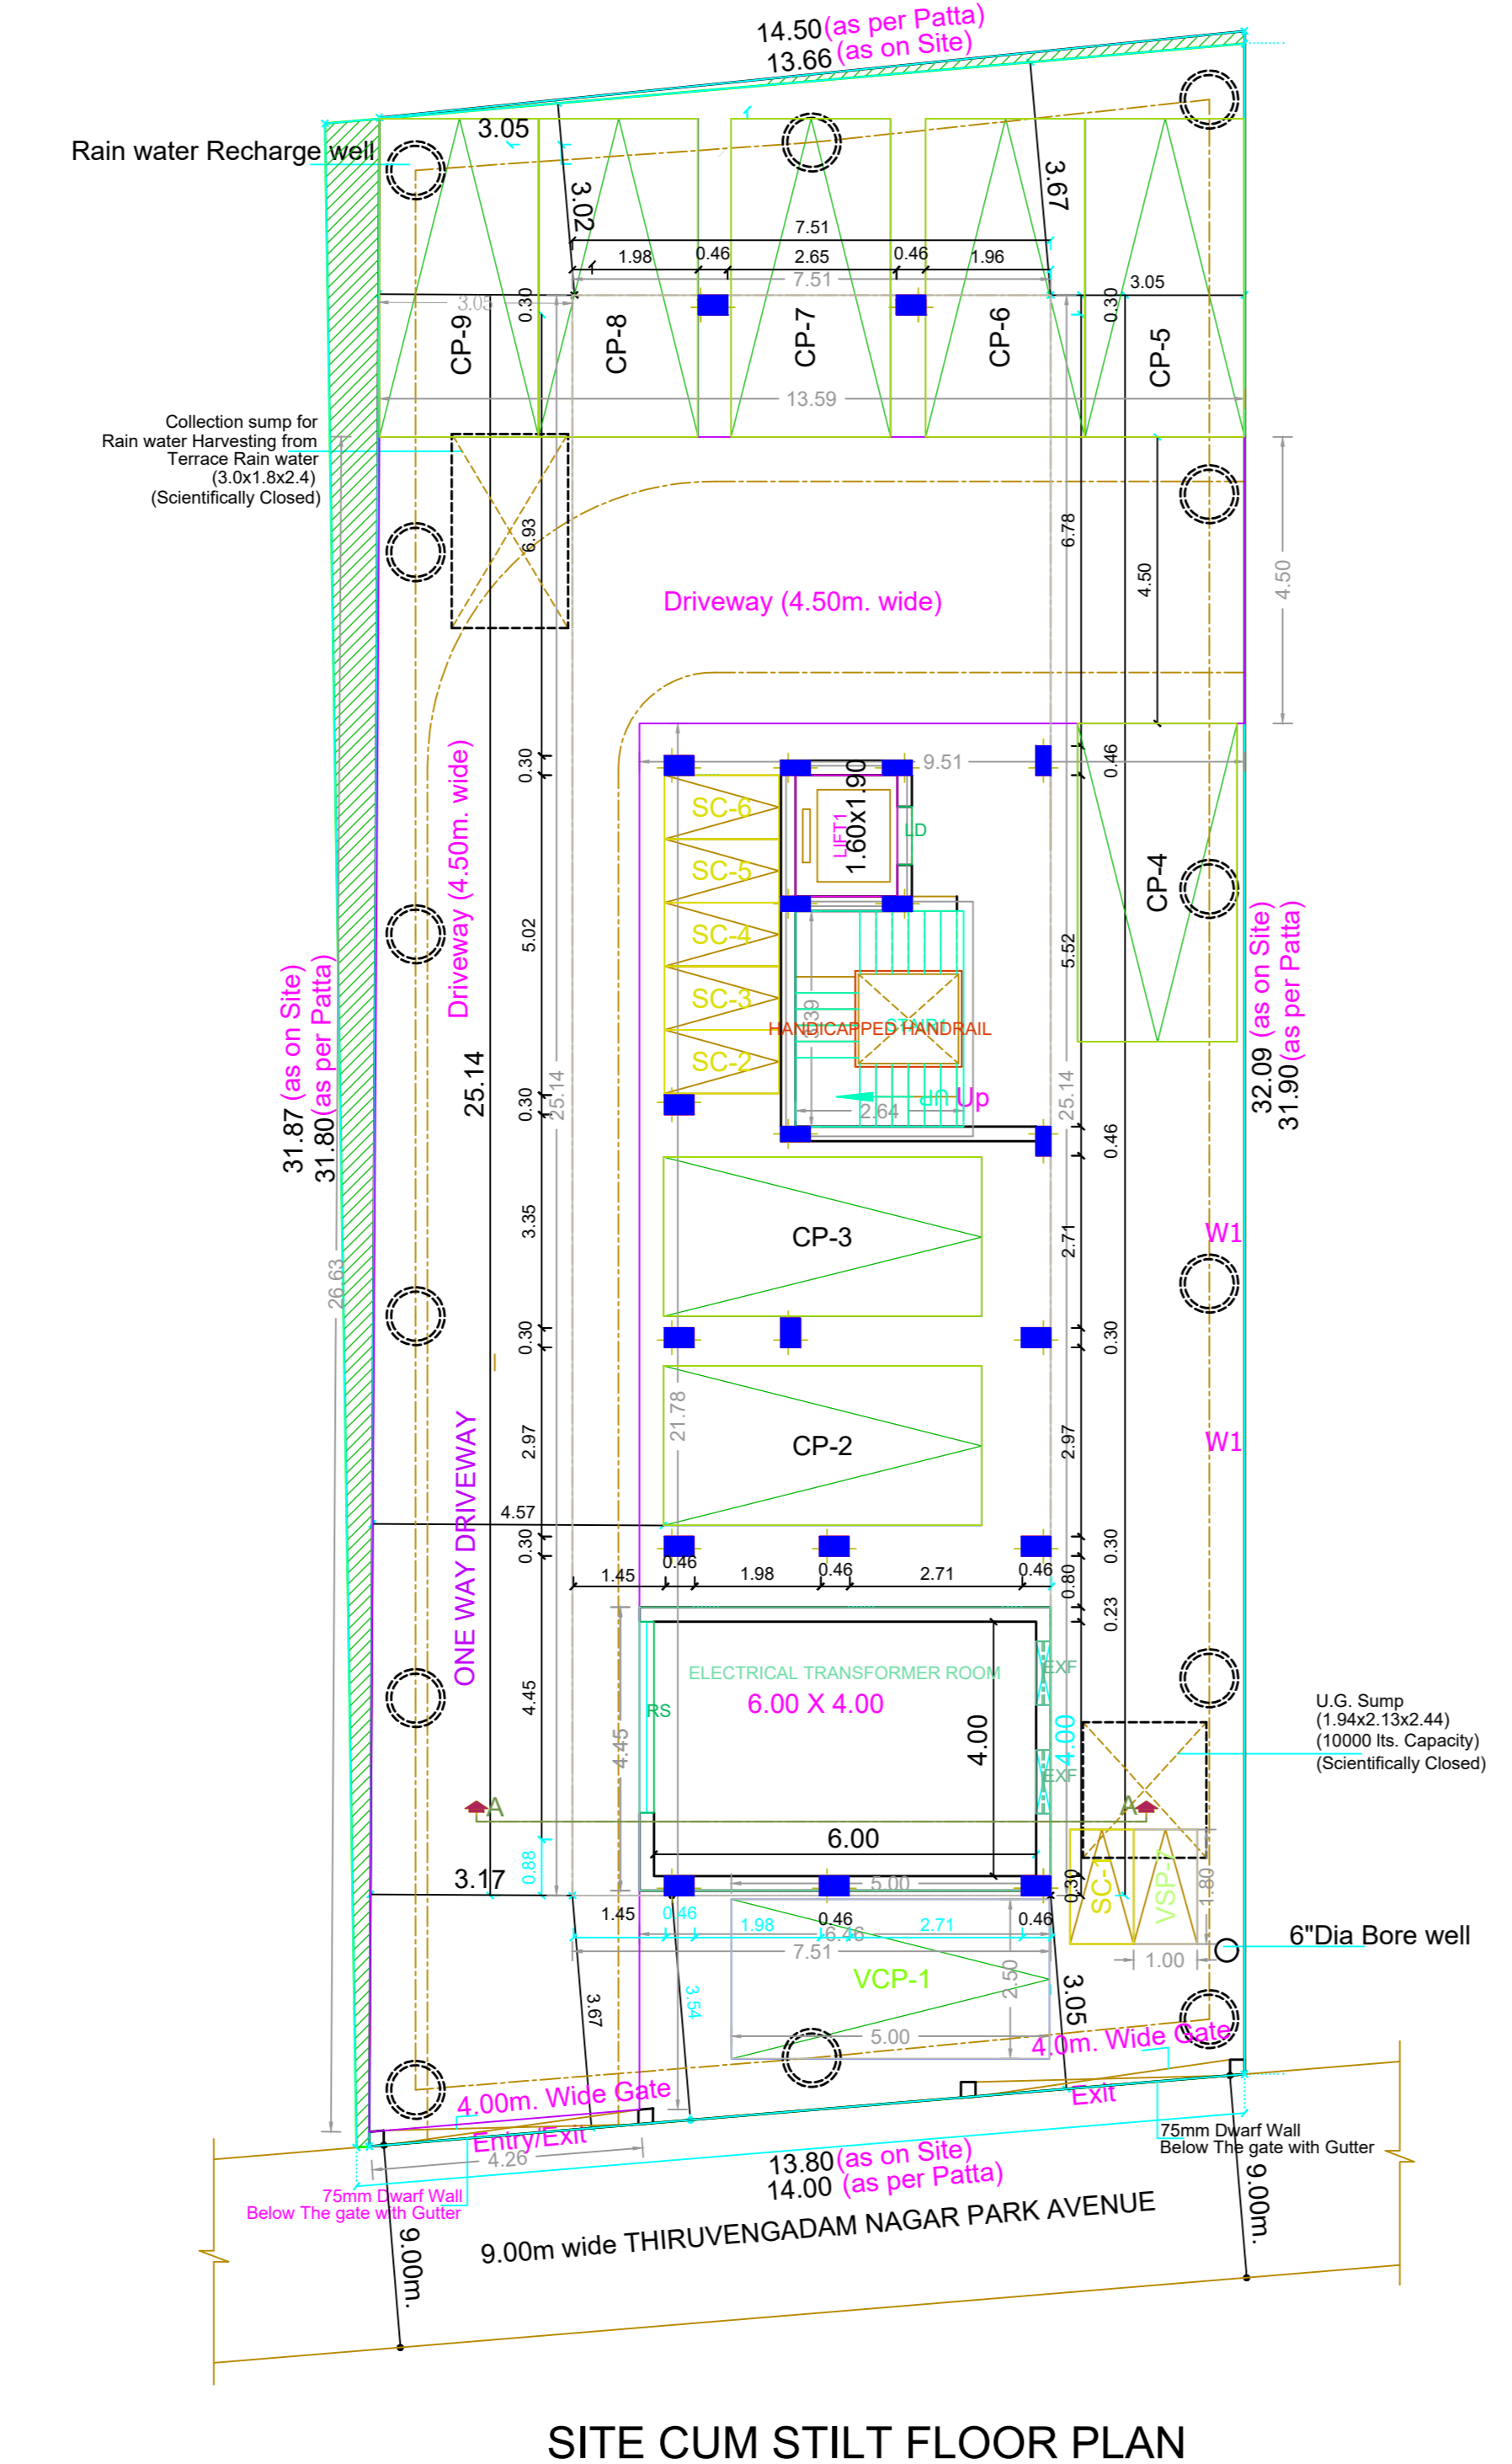 14.50(as per Patta)
13.66(as on Site)
Rain water Recharge well
3.05
3.02
3.67
7.51
1.98
0.46
2.65
0.46
1.96
7.51
3.05
3.05
0.30
0.30
CP-9
CP-8
CP-7
CP-6
CP-5
13.59
Collection sump for
Rain water Harvesting from
Terrace Rain water
(3.0x1.8x2.4)
(Scientifically Closed)
6.93
6.78
4.50
4.50
Driveway (4.50m. wide)
Driveway (4.50m. wide)
0.30
0.46
9.51
SC-6
SC-5
SC-4
SC-3
SC-2
LIFT1
1.60x1.90
LD
CP-4
5.02
5.52
HANDICAPPED HANDRAIL
UP
Up
2.64
31.87 (as on Site)
31.80(as per Patta)
32.09 (as on Site)
31.90(as per Patta)
25.14
25.14
25.14
0.30
0.46
3.35
2.71
CP-3
W1
26.63
0.30
0.30
21.78
2.97
2.97
CP-2
W1
ONE WAY DRIVEWAY
4.57
0.30
0.30
1.45
0.46
1.98
0.46
2.71
0.46
0.80
0.23
ELECTRICAL TRANSFORMER ROOM
6.00 X 4.00
RS
EXF
EXF
4.45
4.45
4.00
4.00
6.00
U.G. Sump
(1.94x2.13x2.44)
(10000 lts. Capacity)
(Scientifically Closed)
A
A
3.17
0.88
5.00
0.30
1.80
1.45
0.46
1.98
0.46
2.71
0.46
6.46
7.51
1.00
6"Dia Bore well
VCP-1
2.50
5.00
3.67
3.54
3.05
4.00m. Wide Gate
Entry/Exit
4.0m. Wide Gate
Exit
4.26
75mm Dwarf Wall
Below The gate with Gutter
75mm Dwarf Wall
Below The gate with Gutter
13.80(as on Site)
14.00 (as per Patta)
9.00m.
9.00m.
9.00m wide THIRUVENGADAM NAGAR PARK AVENUE
SITE CUM STILT FLOOR PLAN